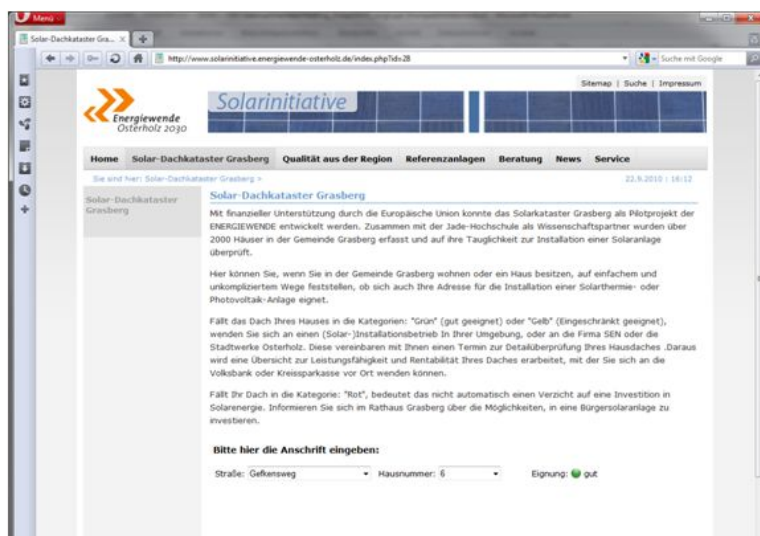 Menü
Solar-Dachkataster Gra...
http://www.solarinitiative.energiewende-osterholz.de/index.php?id=28
Suche mit Google
Sitemap | Suche | Impressum
Energiewende
Osterholz 2030
Solarinitiative
Home Solar-Dachkataster Grasberg Qualität aus der Region Referenzanlagen Beratung News Service
Sie sind hier: Solar-Dachkataster Grasberg >
22.9.2010 : 16:12
Solar-Dachkataster
Grasberg
Solar-Dachkataster Grasberg
Mit finanzieller Unterstützung durch die Europäische Union konnte das Solarkataster Grasberg als Pilotprojekt der
ENERGIEWENDE entwickelt werden. Zusammen mit der Jade-Hochschule als Wissenschaftspartner wurden über
2000 Häuser in der Gemeinde Grasberg erfasst und auf ihre Tauglichkeit zur Installation einer Solaranlage
überprüft.
Hier können Sie, wenn Sie in der Gemeinde Grasberg wohnen oder ein Haus besitzen, auf einfachem und
unkompliziertem Wege feststellen, ob sich auch Ihre Adresse für die Installation einer Solarthermie- oder
Photovoltaik-Anlage eignet.
Fällt das Dach Ihres Hauses in die Kategorien: "Grün" (gut geeignet) oder "Gelb" (Eingeschränkt geeignet),
wenden Sie sich an einen (Solar-)Installationsbetrieb In Ihrer Umgebung, oder an die Firma SEN oder die
Stadtwerke Osterholz. Diese vereinbaren mit Ihnen einen Termin zur Detailüberprüfung Ihres Hausdaches .Daraus
wird eine Übersicht zur Leistungsfähigkeit und Rentabilität Ihres Daches erarbeitet, mit der Sie sich an die
Volksbank oder Kreissparkasse vor Ort wenden können.
Fällt Ihr Dach in die Kategorie: "Rot", bedeutet das nicht automatisch einen Verzicht auf eine Investition in
Solarenergie. Informieren Sie sich im Rathaus Grasberg über die Möglichkeiten, in eine Bürgersolaranlage zu
investieren.
Bitte hier die Anschrift eingeben:
Straße: Gefkensweg Hausnummer: 6 Eignung: gut